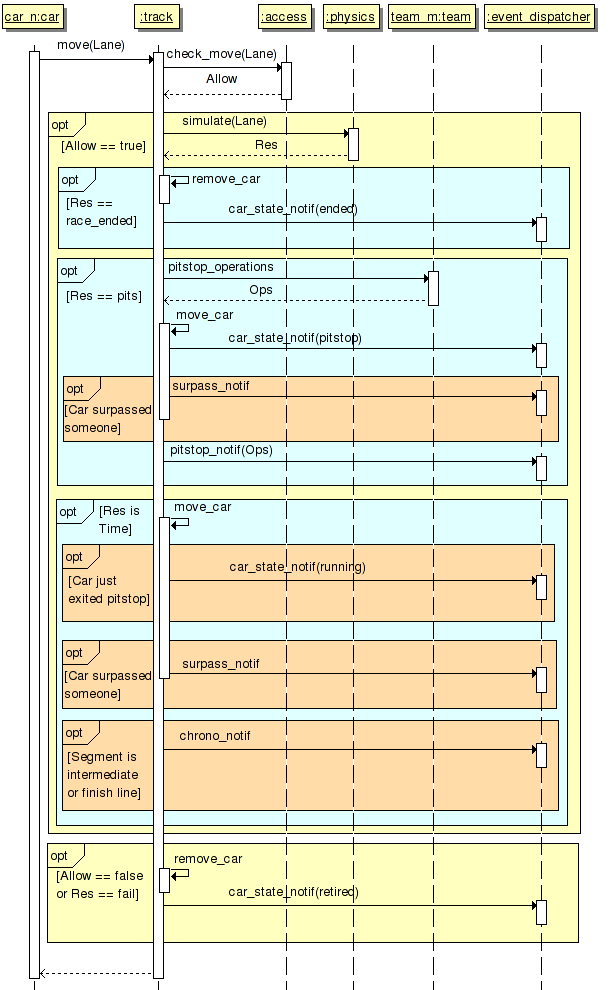 car_n:car
:track
:access
:physics
team_m:team
:event_dispatcher
move(Lane)
check_move(Lane)
Allow
opt
[Allow == true]
simulate(Lane)
Res
opt
[Res ==
race_ended]
remove_car
car_state_notif(ended)
opt
[Res == pits]
pitstop_operations
Ops
move_car
car_state_notif(pitstop)
opt
[Car surpassed
someone]
surpass_notif
pitstop_notif(Ops)
opt
[Res is
Time]
move_car
opt
[Car just
exited pitstop]
car_state_notif(running)
opt
[Car surpassed
someone]
surpass_notif
opt
[Segment is
intermediate
or finish line]
chrono_notif
opt
[Allow == false
or Res == fail]
remove_car
car_state_notif(retired)